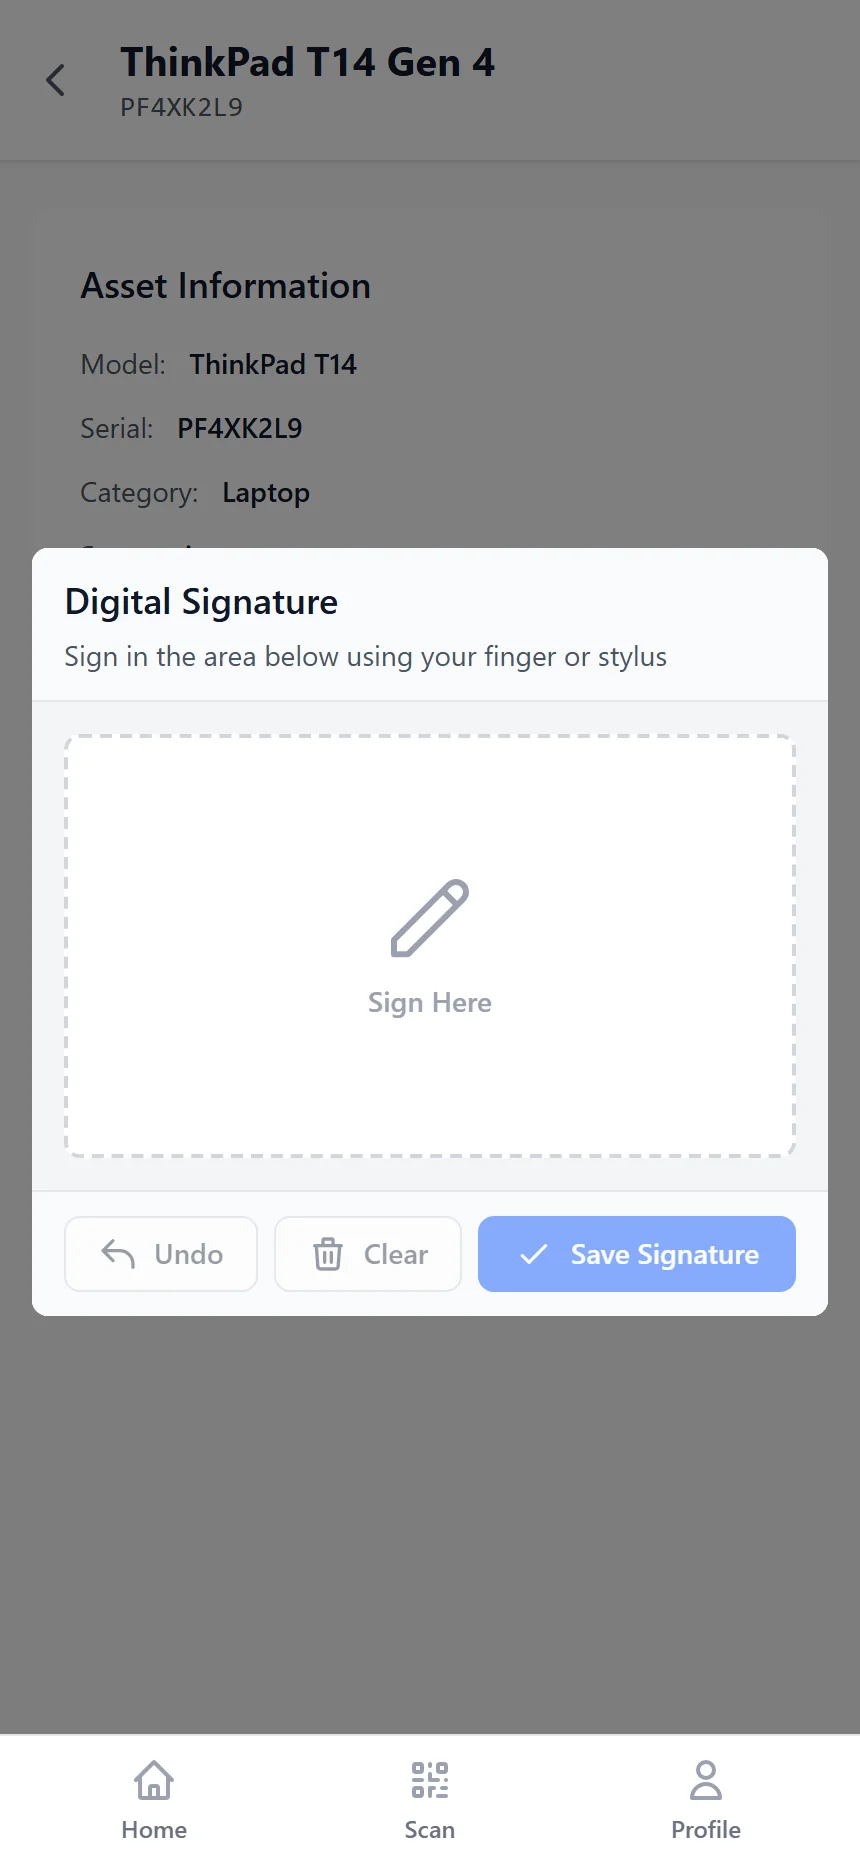 ThinkPad T14 Gen 4
PF4XK2L9
Asset Information
Model: ThinkPad T14
Serial: PF4XK2L9
Category: Laptop
Digital Signature
Sign in the area below using your finger or stylus
Sign Here
Undo
Clear
Save Signature
Home
Scan
Profile